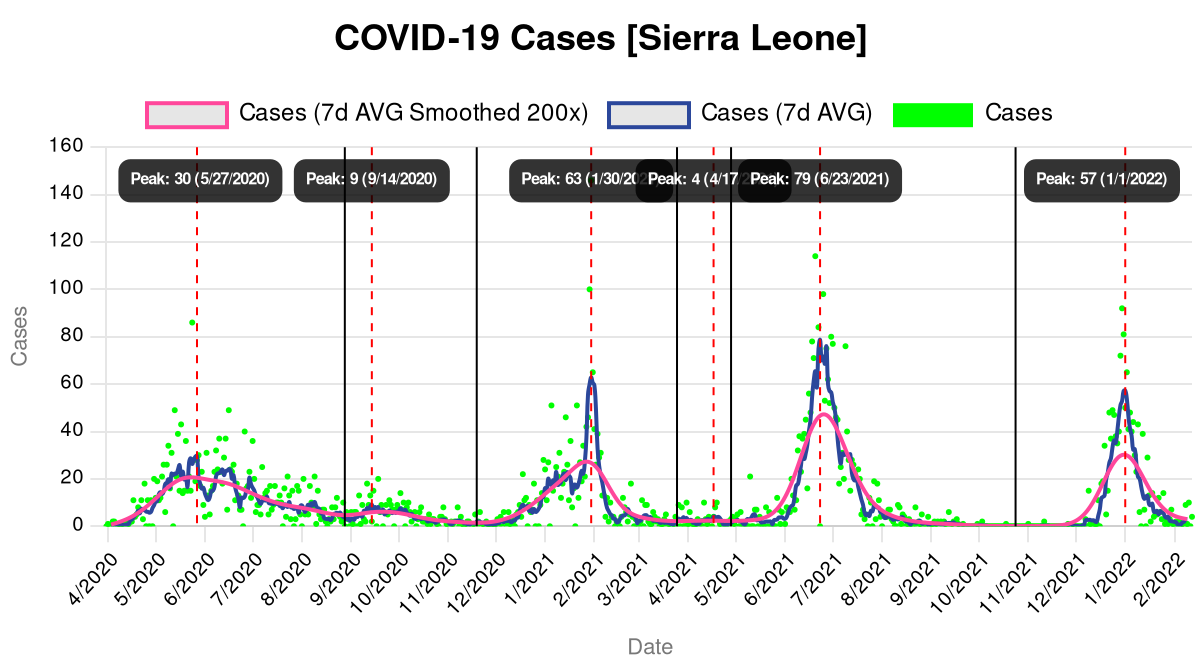 COVID-19 Cases [Sierra Leone]
Cases (7d AVG Smoothed 200x)
Cases (7d AVG)
Cases
160
140
120
100
80
60
40
20
0
Cases
Peak: 30 (5/27/2020)
Peak: 9 (9/14/2020)
Peak: 63 (1/30/20
Peak: 4 (4/17
Peak: 79 (6/23/2021)
Peak: 57 (1/1/2022)
4/2020
5/2020
6/2020
7/2020
8/2020
9/2020
10/2020
11/2020
12/2020
1/2021
2/2021
3/2021
4/2021
5/2021
6/2021
7/2021
8/2021
9/2021
10/2021
11/2021
12/2021
1/2022
2/2022
Date